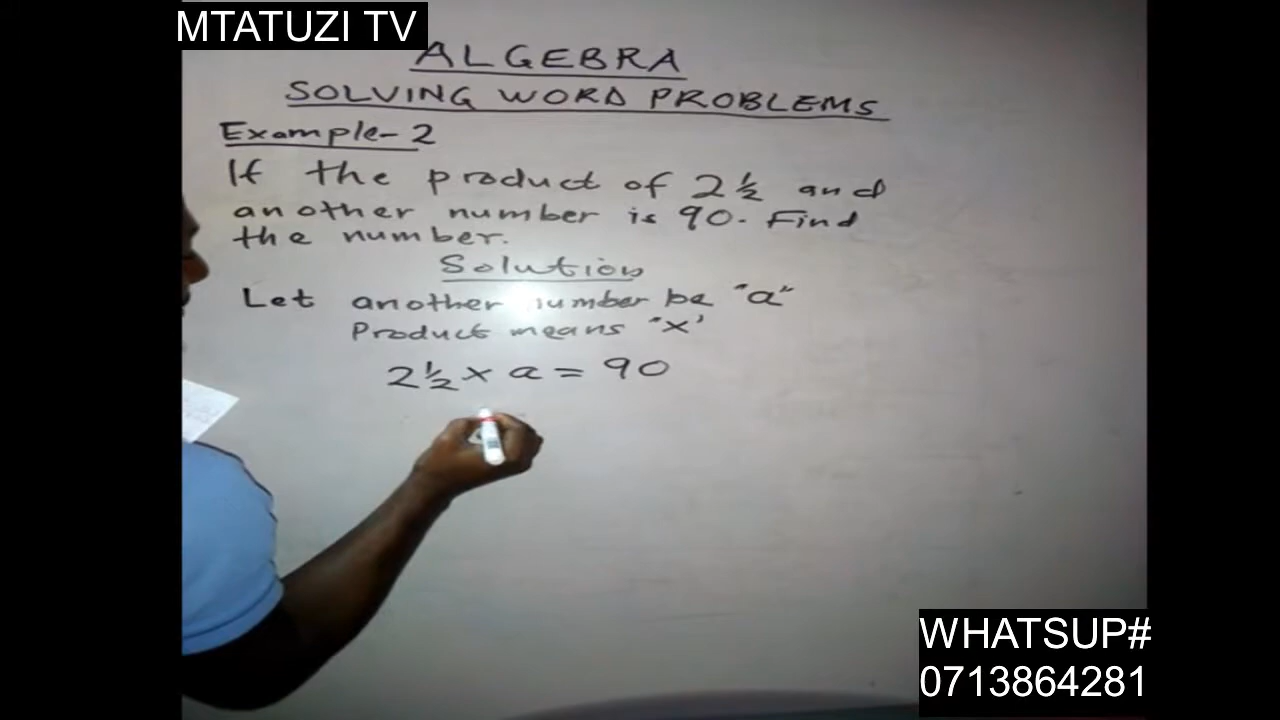 MTATUZI TV
ALGEBRA
SOLVING WORD PROBLEMS
Example-2
If the product of 2½ and
another number is 90. Find
the number.
Solution
Let another number be "a"
Product means "x"
2½ x a = 90
WHATSUP#
0713864281